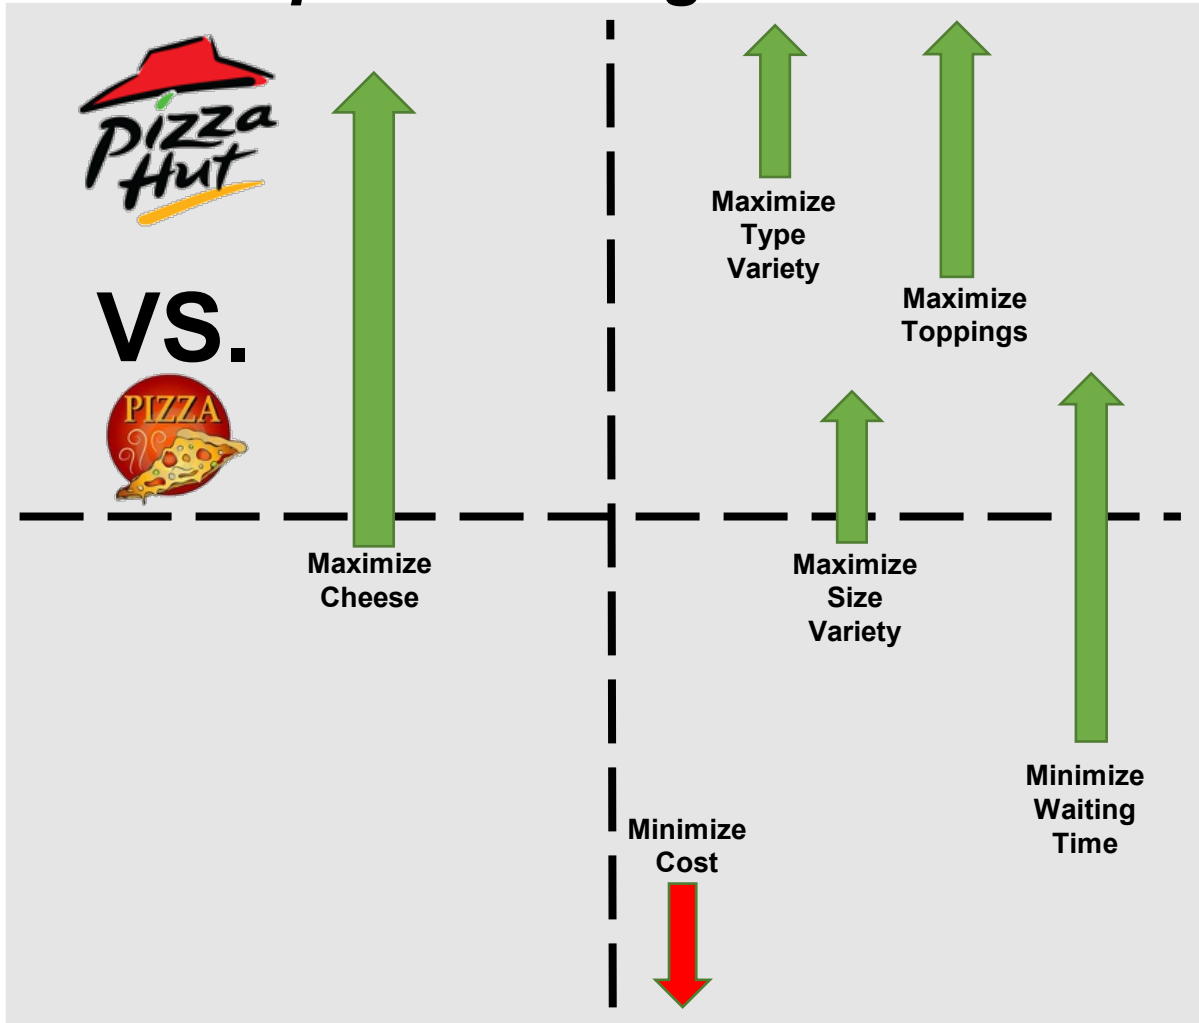 Pizza
Hut
VS.
PIZZA
Maximize
Cheese
Maximize
Type
Variety
Maximize
Toppings
Maximize
Size
Variety
Minimize
Waiting
Time
Minimize
Cost